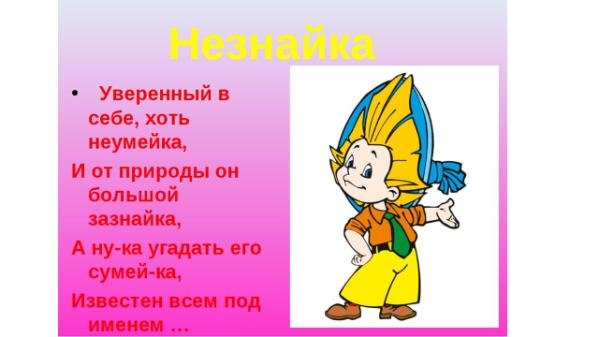 Незнайка
• Уверенный в
себе, хоть
неумейка,
И от природы он
большой
зазнайка,
А ну-ка угадать его
сумей-ка,
Известен всем под
именем …